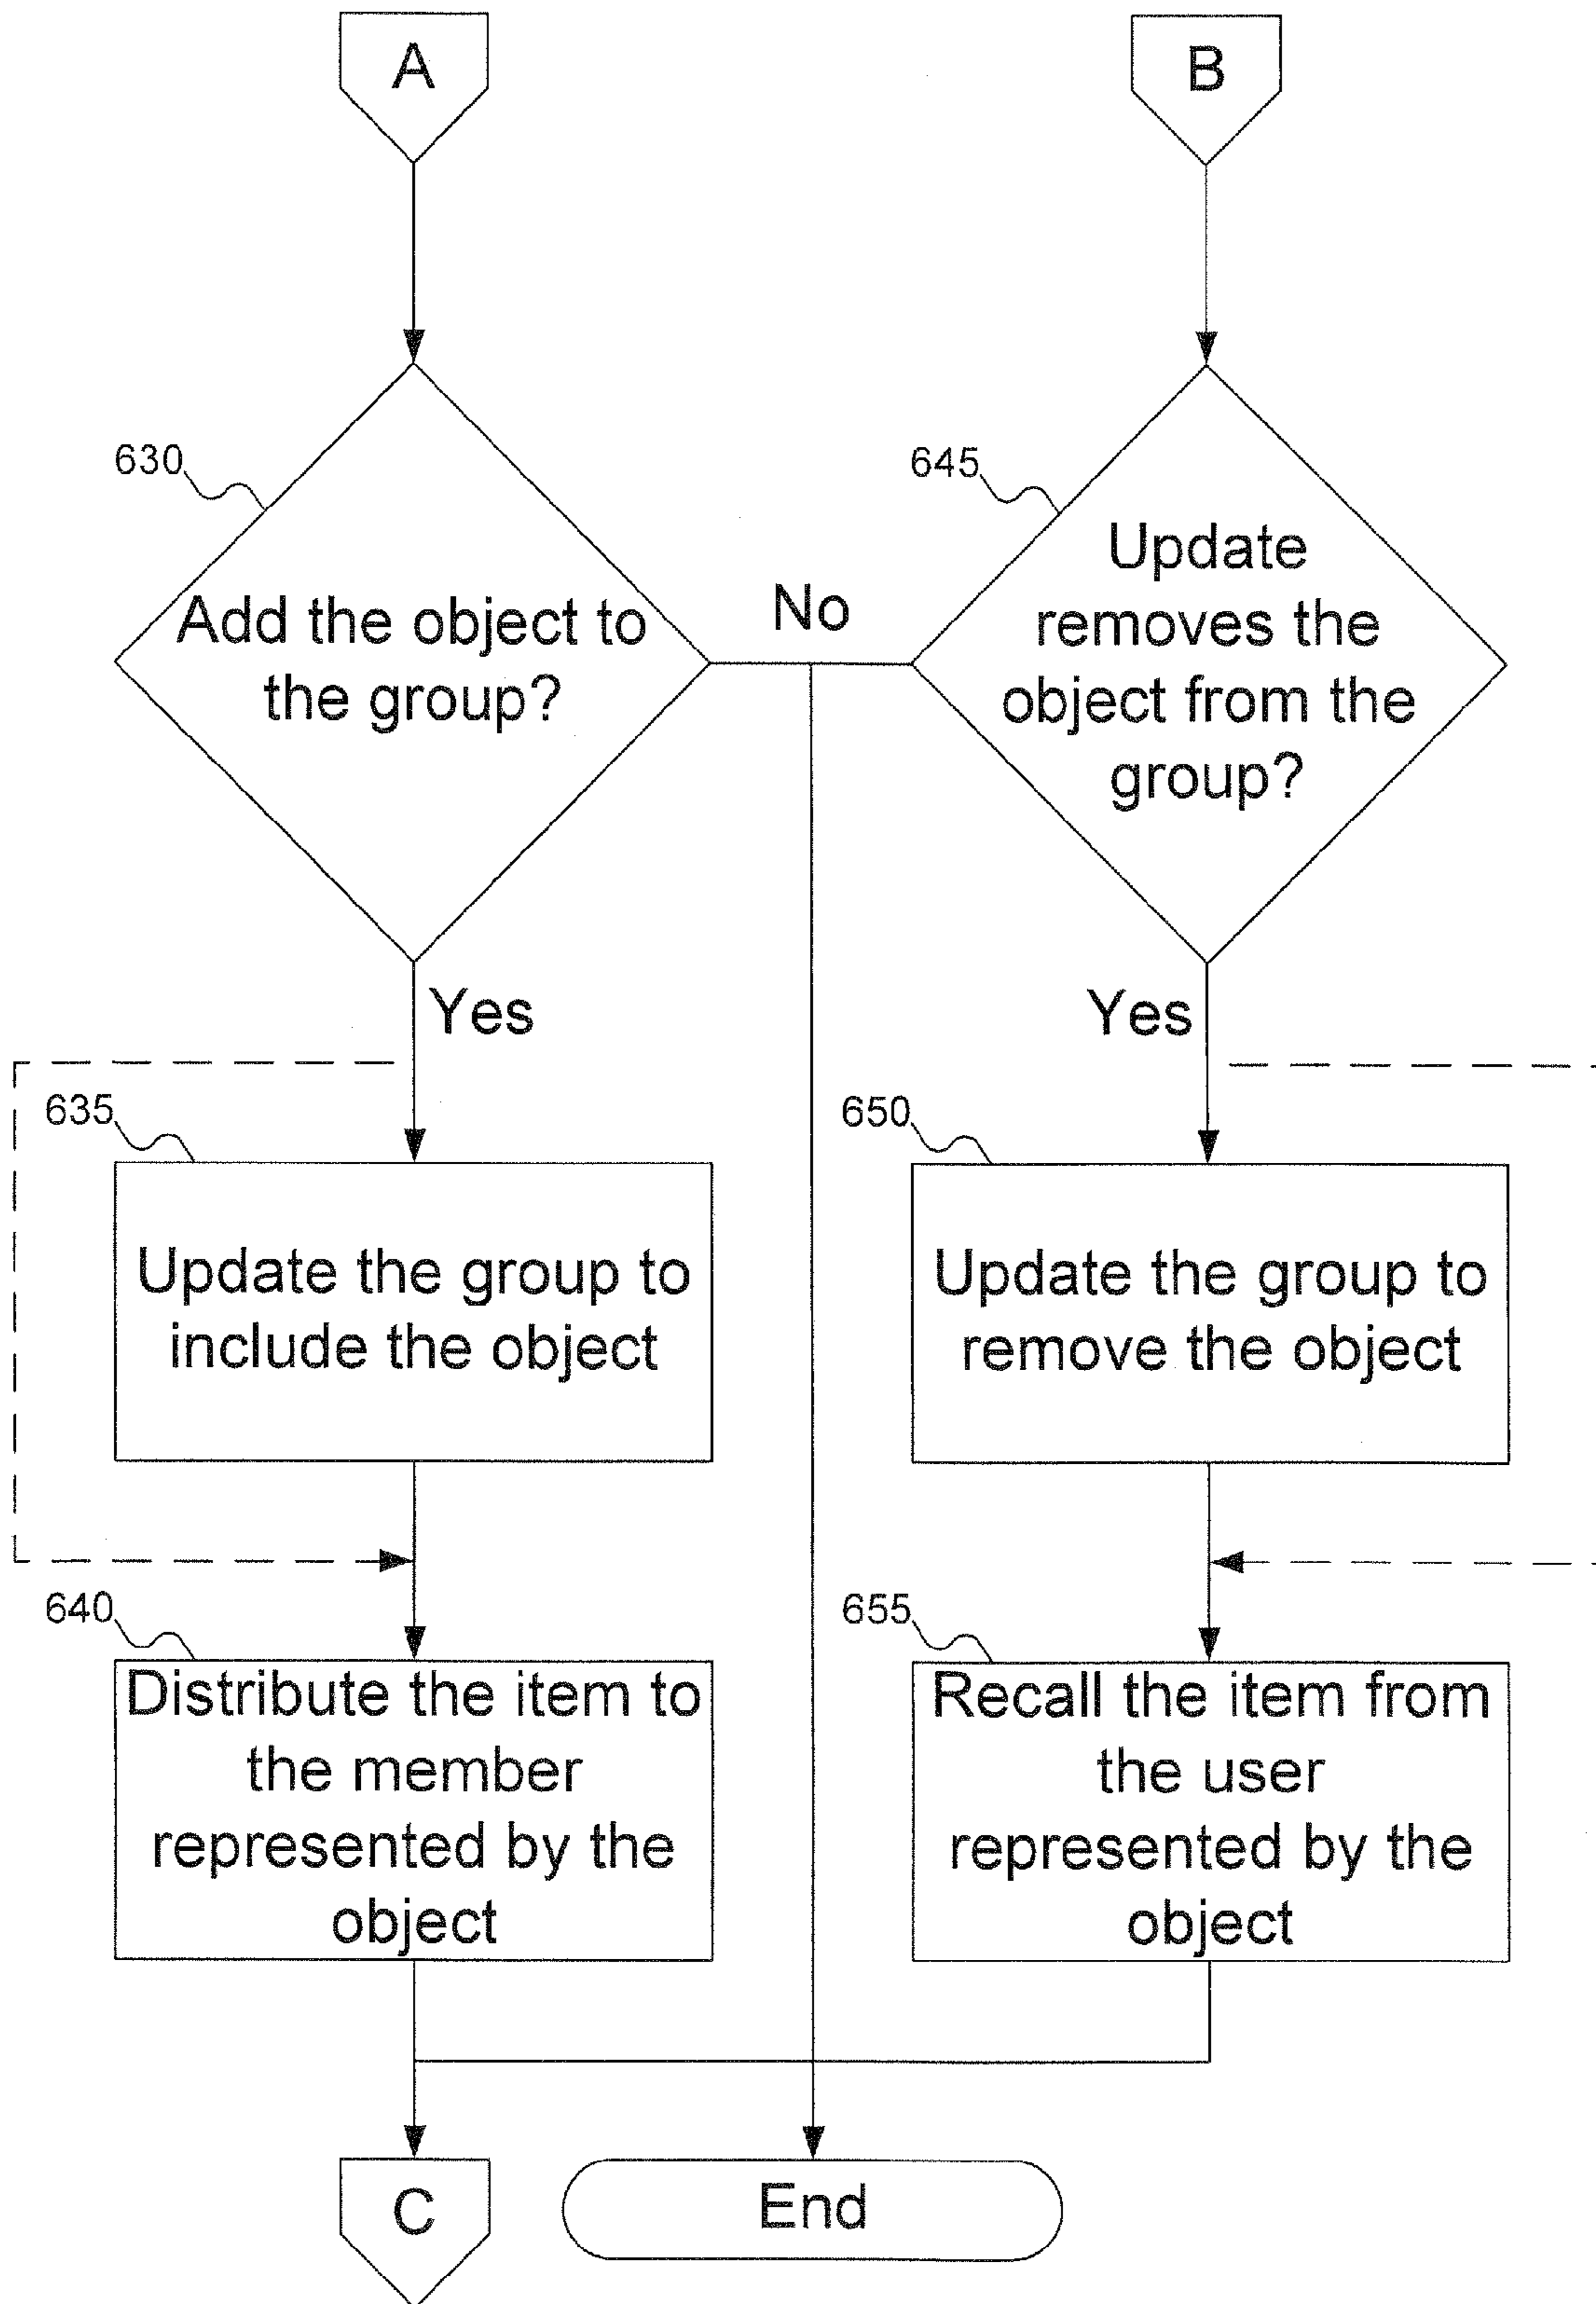 A
B
630
Add the object to
the group?
No
645
Update
removes the
object from the
group?
Yes
Yes
635
Update the group to
include the object
650
Update the group to
remove the object
640
Distribute the item to
the member
represented by the
object
655
Recall the item from
the user
represented by the
object
C
End